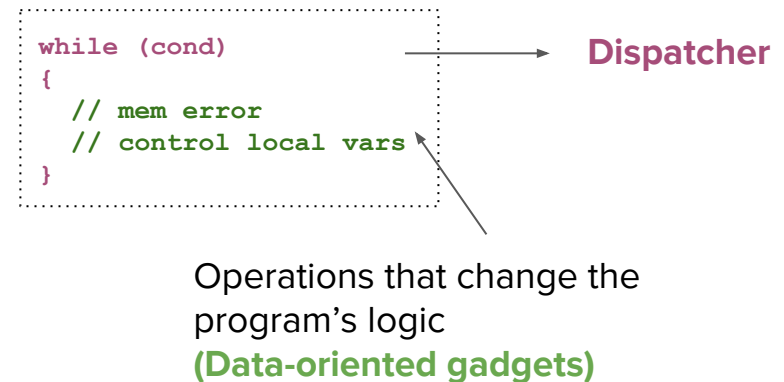 while (cond)
{
// mem error
// control local vars
}
Dispatcher
Operations that change the
program’s logic
(Data-oriented gadgets)